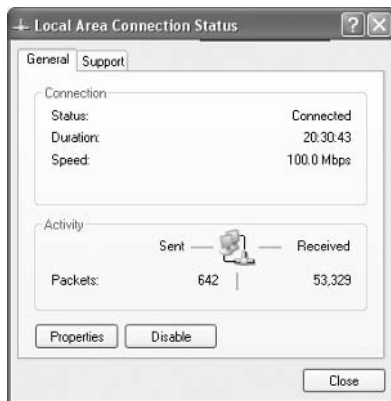 Local Area Connection Status
General Support
Connection
Status: Connected
Duration: 20:30:43
Speed: 100.0 Mbps
Activity
Sent Received
Packets: 642 53,329
Properties Disable
Close